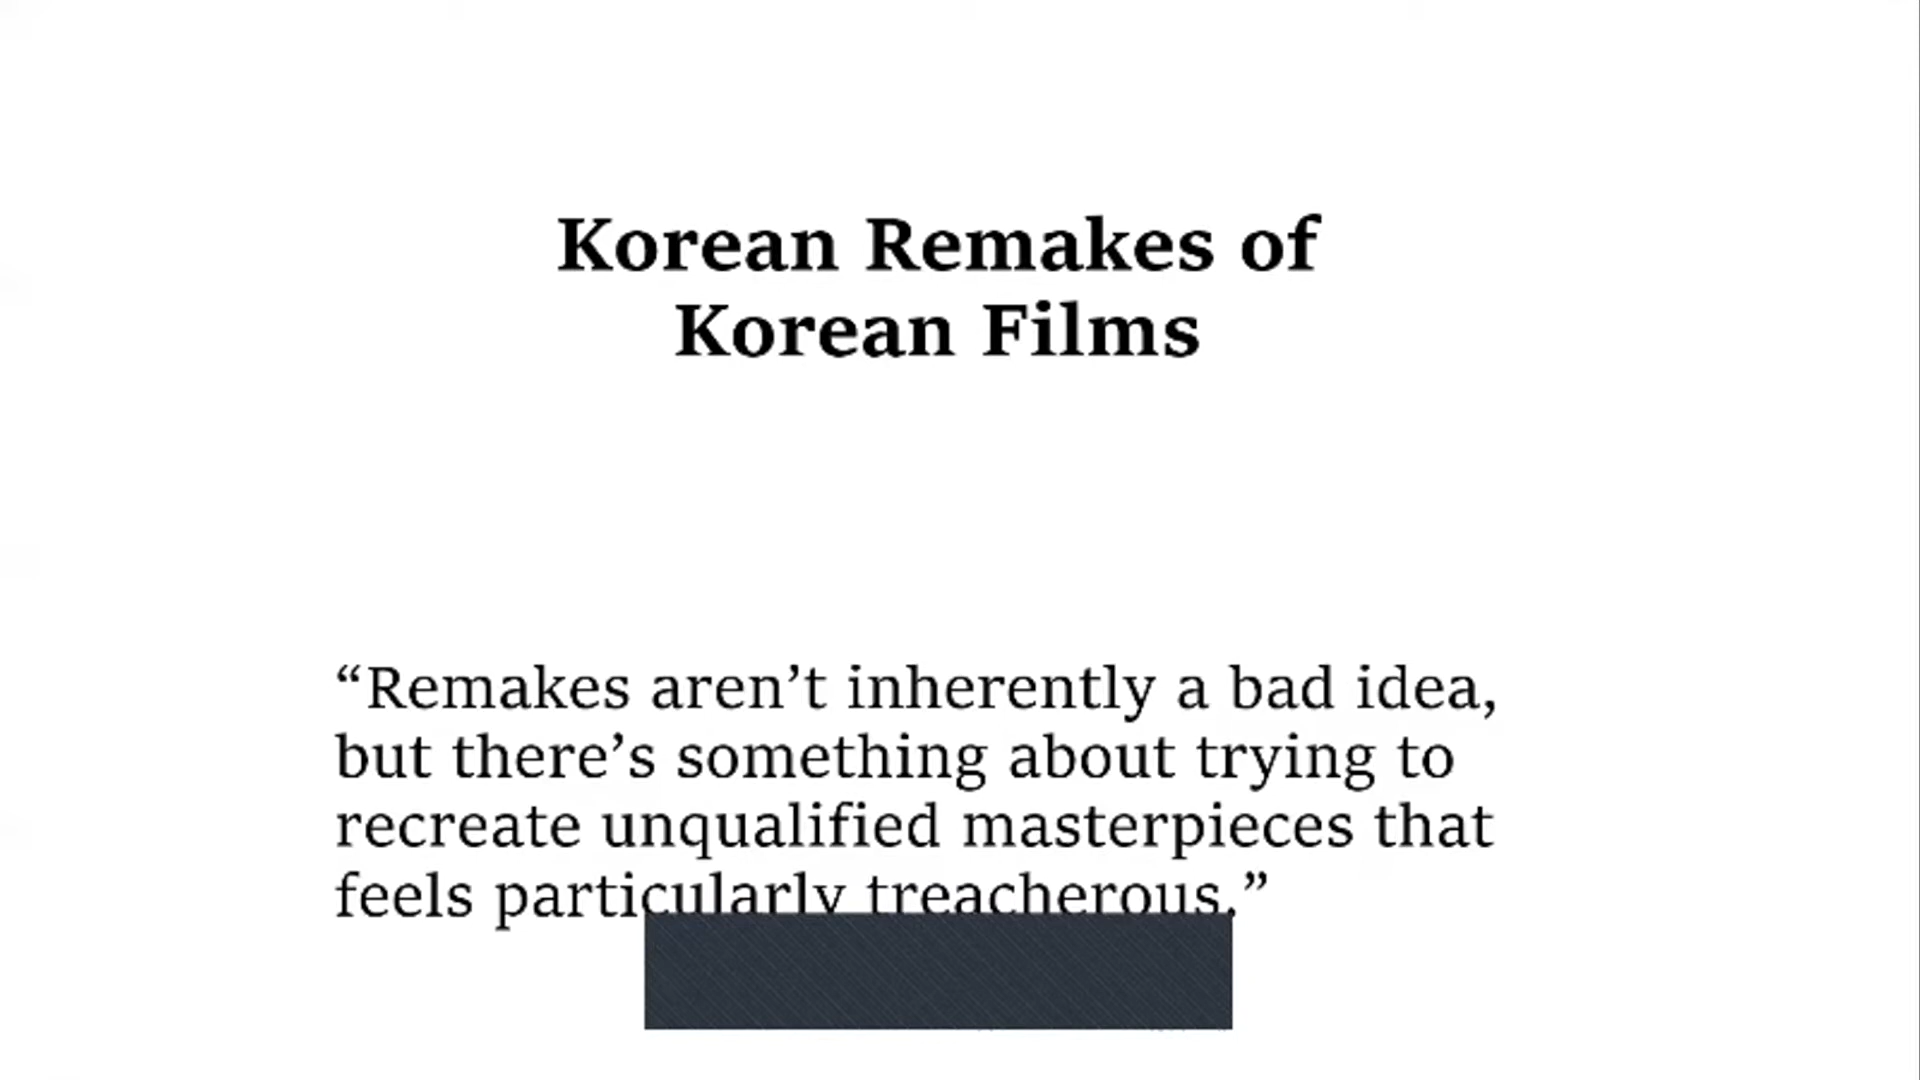 Korean Remakes of
Korean Films
“Remakes aren’t inherently a bad idea,
but there’s something about trying to
recreate unqualified masterpieces that
feels particularly treacherous.”